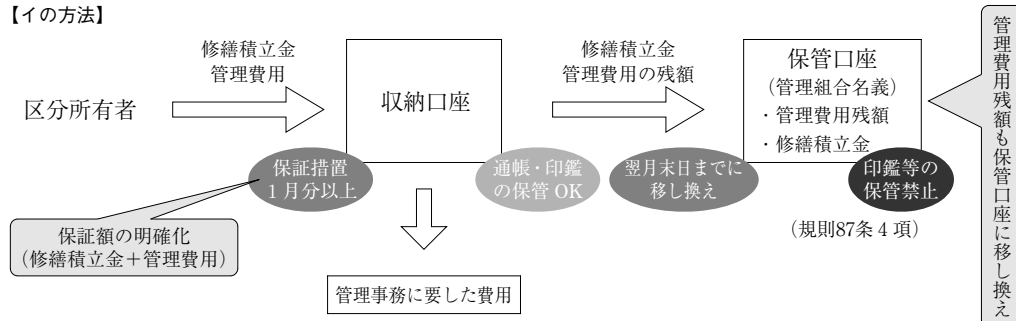 【イの方法】
修繕積立金
管理費用
区分所有者
収納口座
修繕積立金
管理費用の残額
保管口座
（管理組合名義）
・管理費用残額
・修繕積立金
管理費用残額も保管口座に移し換え
保証措置
1月分以上
通帳・印鑑
の保管 OK
翌月末日までに
移し換え
印鑑等の
保管禁止
保証額の明確化
（修繕積立金＋管理費用）
（規則87条４項）
管理事務に要した費用